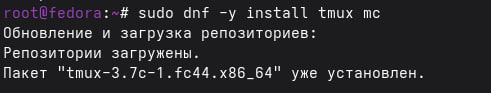 root@fedora:~# sudo dnf -y install tmux mc
Обновление и загрузка репозиториев:
Репозитории загружены.
Пакет "tmux-3.7c-1.fc44.x86_64" уже установлен.